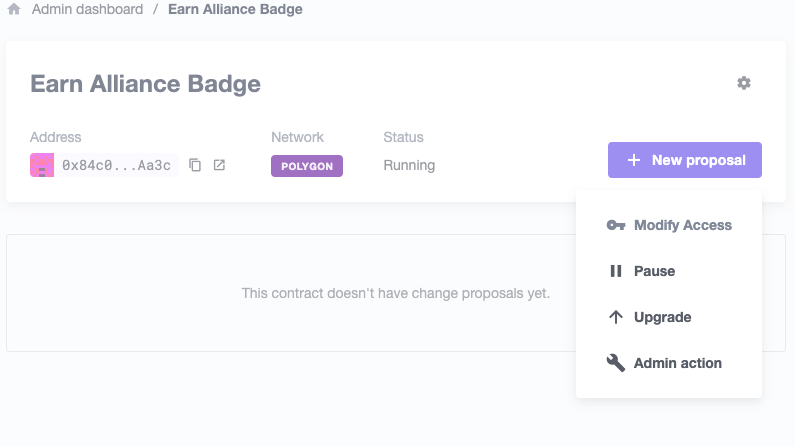 Admin dashboard / Earn Alliance Badge
Earn Alliance Badge
Address
Network
Status
0x84c0...Aa3c
POLYGON
Running
New proposal
Modify Access
Pause
Upgrade
Admin action
This contract doesn't have change proposals yet.